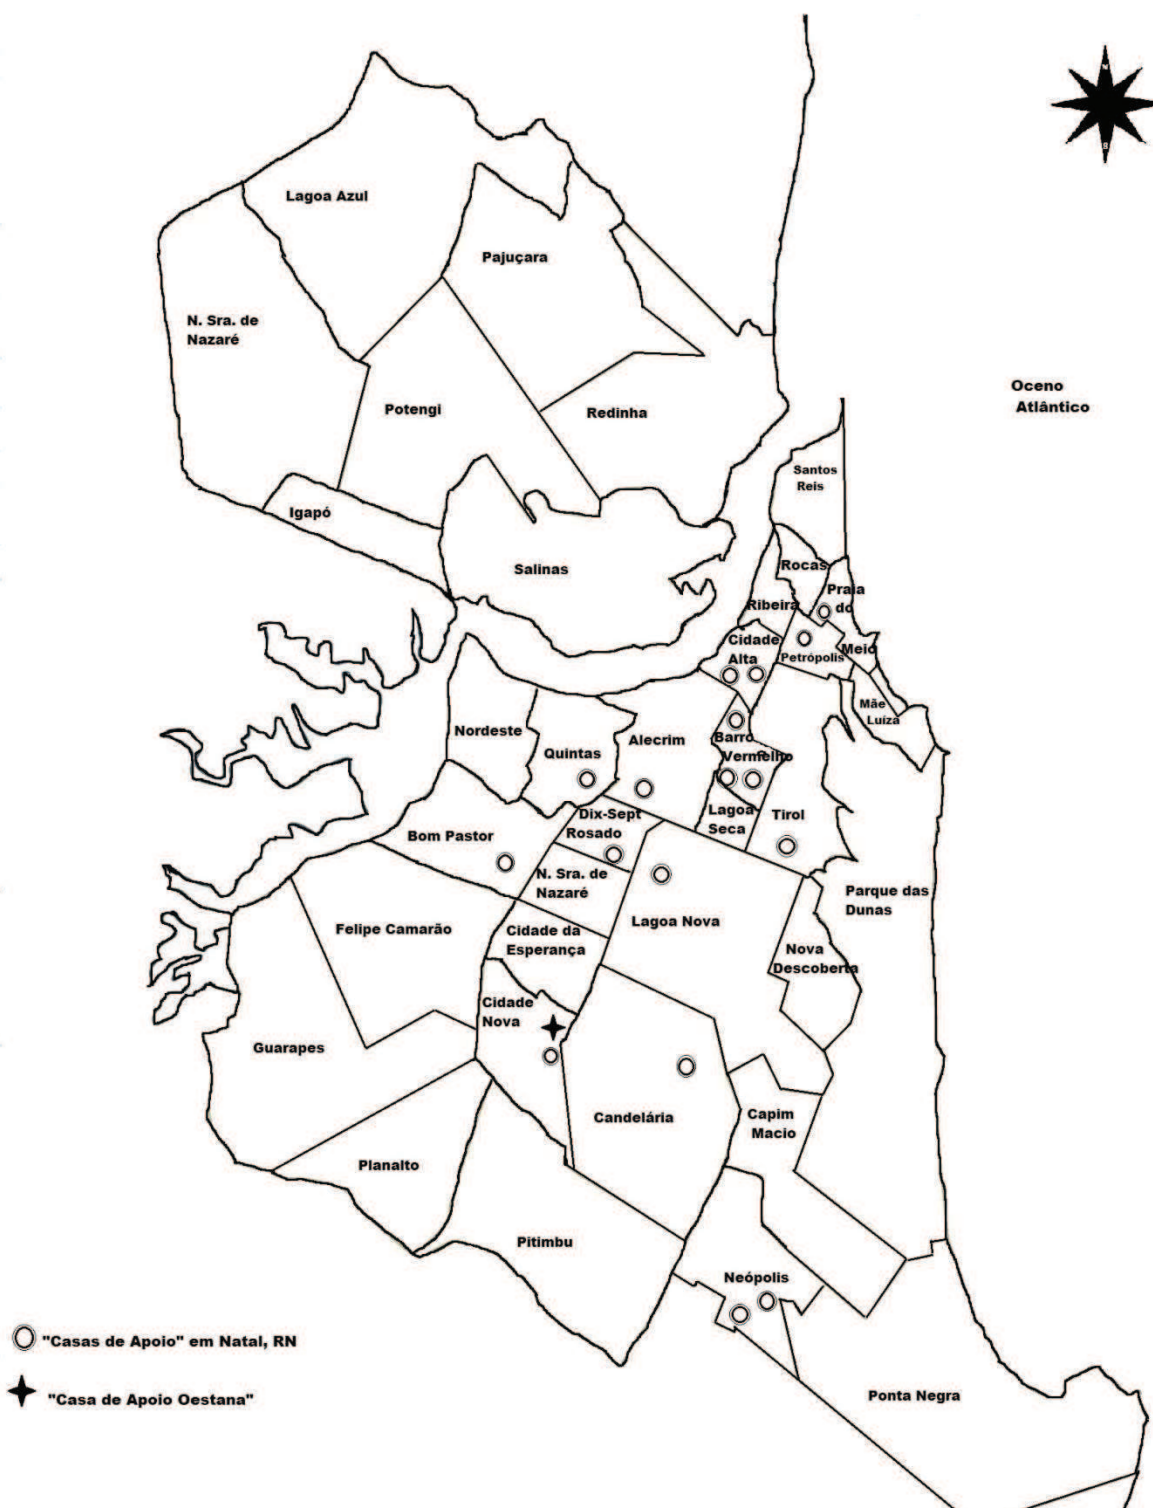 Lagoa Azul
Pajuçara
N. Sra. de
Nazaré
Potengi
Redinha
Oceno
Atlântico
Santos
Reis
Igapó
Salinas
Rocas
Praia
do
Meio
Ribeira
Cidade
Alta
Petrópolis
Mãe
Luíza
Nordeste
Quintas
Alecrim
Barro
Vermelho
Lagoa
Seca
Tirol
Dix-Sept
Rosado
Bom Pastor
N. Sra. de
Nazaré
Parque das
Dunas
Lagoa Nova
Felipe Camarão
Cidade da
Esperança
Nova
Descoberta
Cidade
Nova
Guarapes
Candelária
Capim
Macio
Planalto
Pitimbu
Neópolis
Ponta Negra
"Casas de Apoio" em Natal, RN
"Casa de Apoio Oestana"